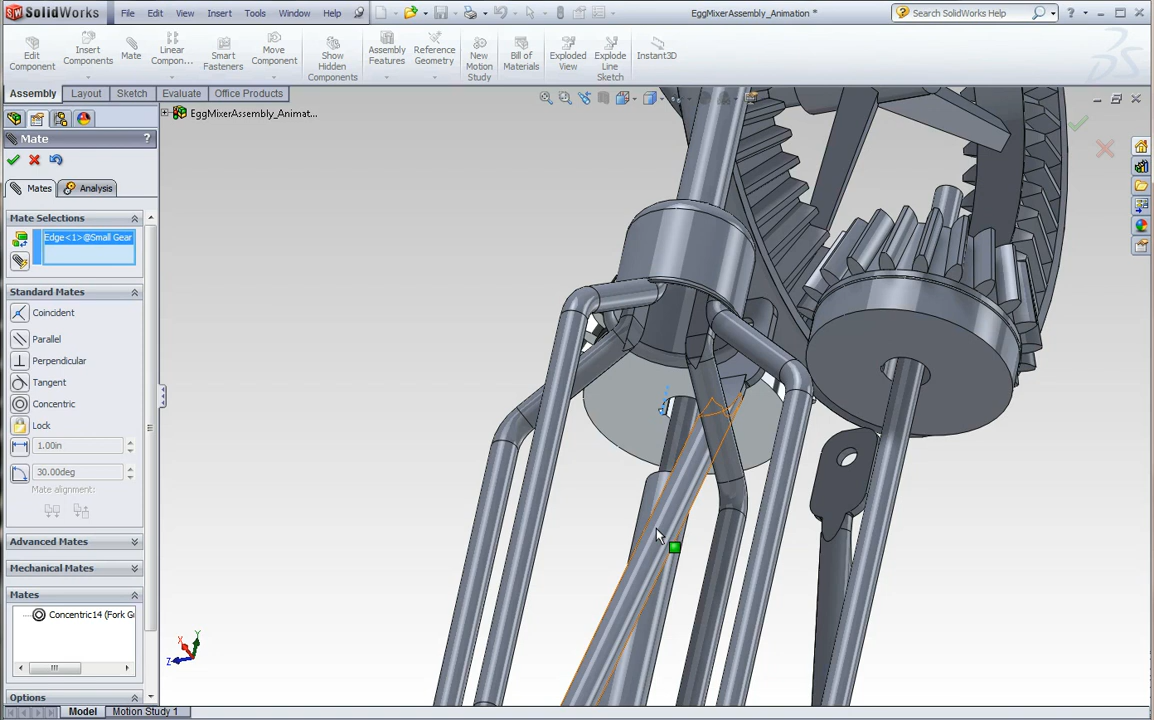 SolidWorks File Edit View Insert Tools Window Help EggMixerAssembly_Animation * Search SolidWorks Help ?
Edit Component
Insert Components
Mate
Linear Compon...
Smart Fasteners
Move Component
Show Hidden Components
Assembly Features
Reference Geometry
New Motion Study
Bill of Materials
Exploded View
Explode Line Sketch
Instant3D
Assembly Layout Sketch Evaluate Office Products
EggMixerAssembly_Animat...
Mate ?
Mates Analysis
Mate Selections
Edge<1>@Small Gear
Standard Mates
Coincident
Parallel
Perpendicular
Tangent
Concentric
Lock
1.00in
30.00deg
Mate alignment:
Advanced Mates
Mechanical Mates
Mates
Concentric14 (Fork G
Options
Y
X
Z
Model Motion Study 1